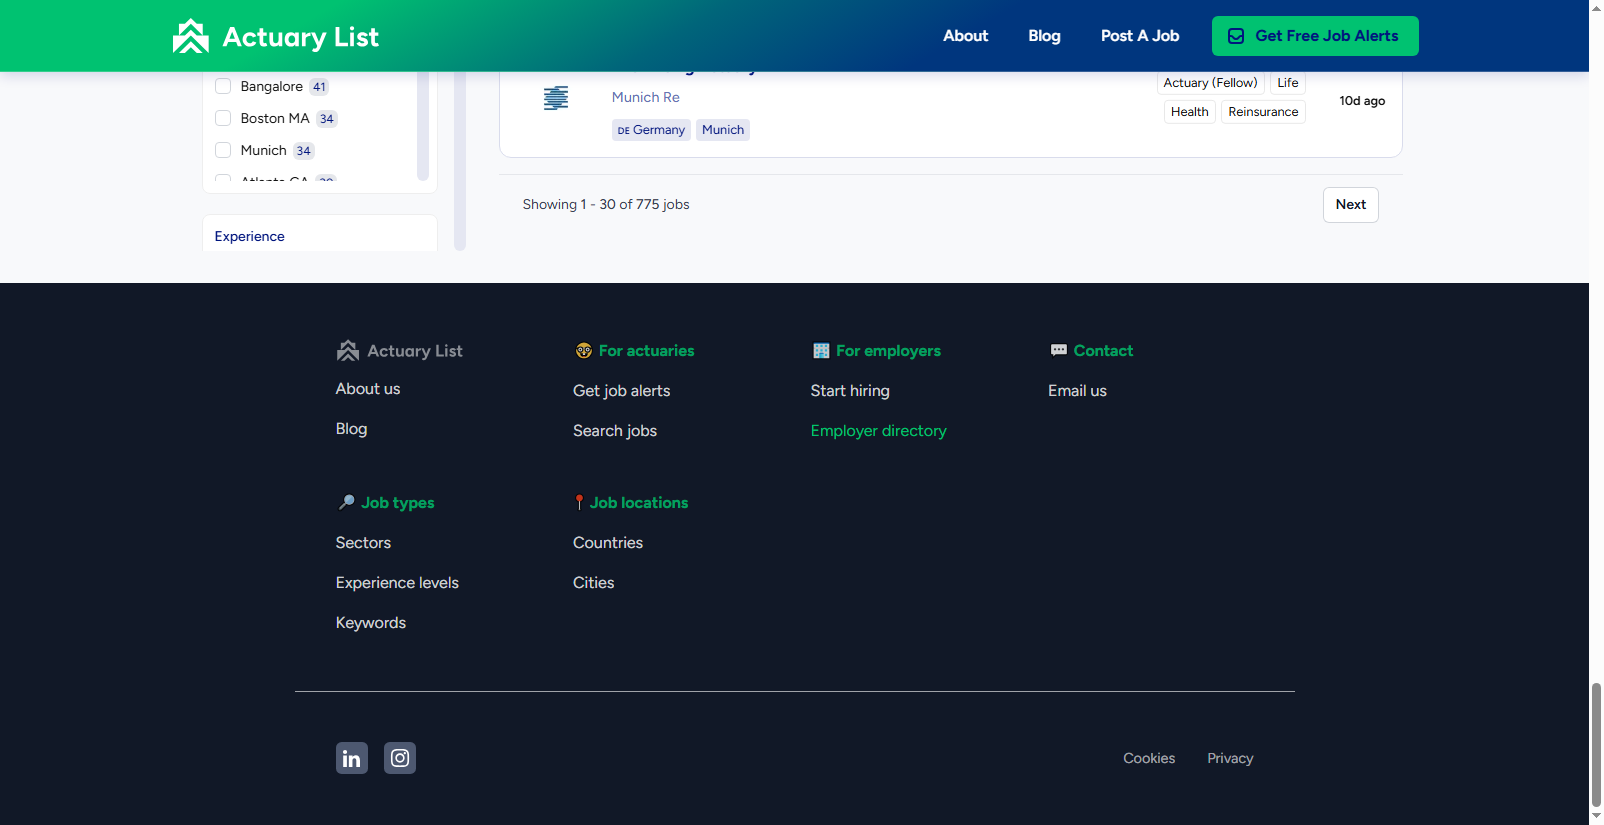 Actuary List
About
Blog
Post A Job
Get Free Job Alerts
Bangalore 41
Boston MA 34
Munich 34
Munich Re
DE Germany
Munich
Actuary (Fellow)
Life
Health
Reinsurance
10d ago
Showing 1 - 30 of 775 jobs
Next
Experience
Actuary List
About us
Blog
For actuaries
Get job alerts
Search jobs
For employers
Start hiring
Employer directory
Contact
Email us
Job types
Sectors
Experience levels
Keywords
Job locations
Countries
Cities
in
Cookies
Privacy